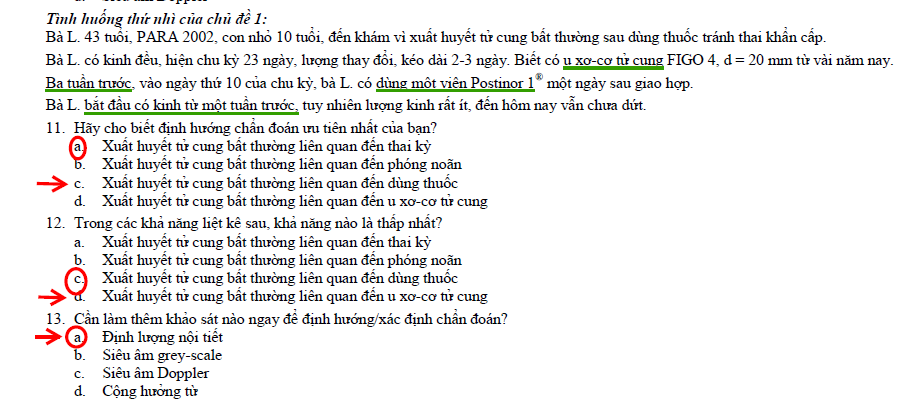 Tình huống thứ nhì của chủ đề 1:
Bà L. 43 tuổi, PARA 2002, con nhỏ 10 tuổi, đến khám vì xuất huyết tử cung bất thường sau dùng thuốc tránh thai khẩn cấp.
Bà L. có kinh đều, hiện chu kỳ 23 ngày, lượng thay đổi, kéo dài 2-3 ngày. Biết có u xơ-cơ tử cung FIGO 4, d = 20 mm từ vài năm nay.
Ba tuần trước, vào ngày thứ 10 của chu kỳ, bà L. có dùng một viên Postinor 1® một ngày sau giao hợp.
Bà L. bắt đầu có kinh từ một tuần trước, tuy nhiên lượng kinh rất ít, đến hôm nay vẫn chưa dứt.
11. Hãy cho biết định hướng chẩn đoán ưu tiên nhất của bạn?
a. Xuất huyết tử cung bất thường liên quan đến thai kỳ
b. Xuất huyết tử cung bất thường liên quan đến phóng noãn
c. Xuất huyết tử cung bất thường liên quan đến dùng thuốc
d. Xuất huyết tử cung bất thường liên quan đến u xơ-cơ tử cung
12. Trong các khả năng liệt kê sau, khả năng nào là thấp nhất?
a. Xuất huyết tử cung bất thường liên quan đến thai kỳ
b. Xuất huyết tử cung bất thường liên quan đến phóng noãn
c. Xuất huyết tử cung bất thường liên quan đến dùng thuốc
d. Xuất huyết tử cung bất thường liên quan đến u xơ-cơ tử cung
13. Cần làm thêm khảo sát nào ngay để định hướng/xác định chẩn đoán?
a. Định lượng nội tiết
b. Siêu âm grey-scale
c. Siêu âm Doppler
d. Cộng hưởng từ